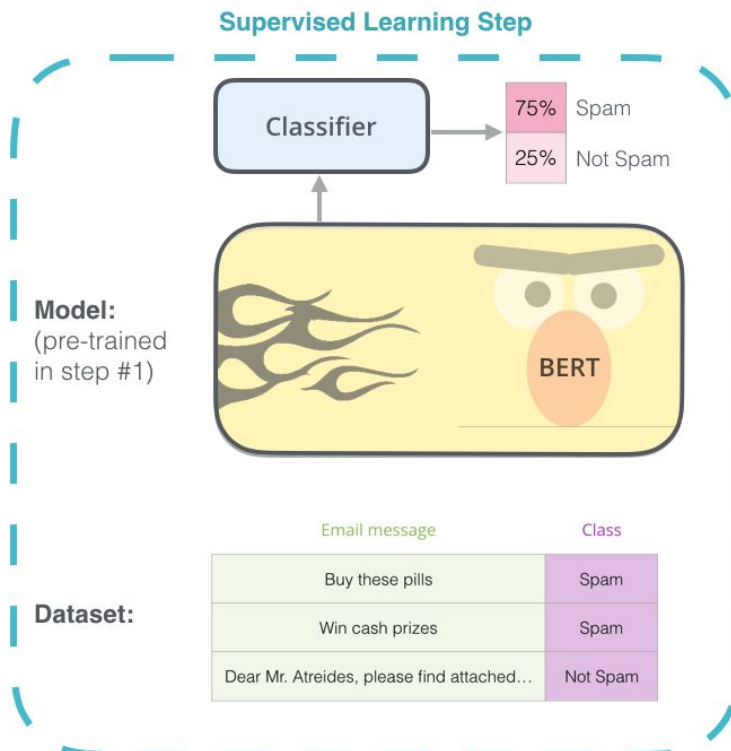 Supervised Learning Step
Classifier
75% Spam
25% Not Spam
Model:
(pre-trained
in step #1)
BERT
Email message Class
Dataset:
Buy these pills Spam
Win cash prizes Spam
Dear Mr. Atreides, please find attached... Not Spam